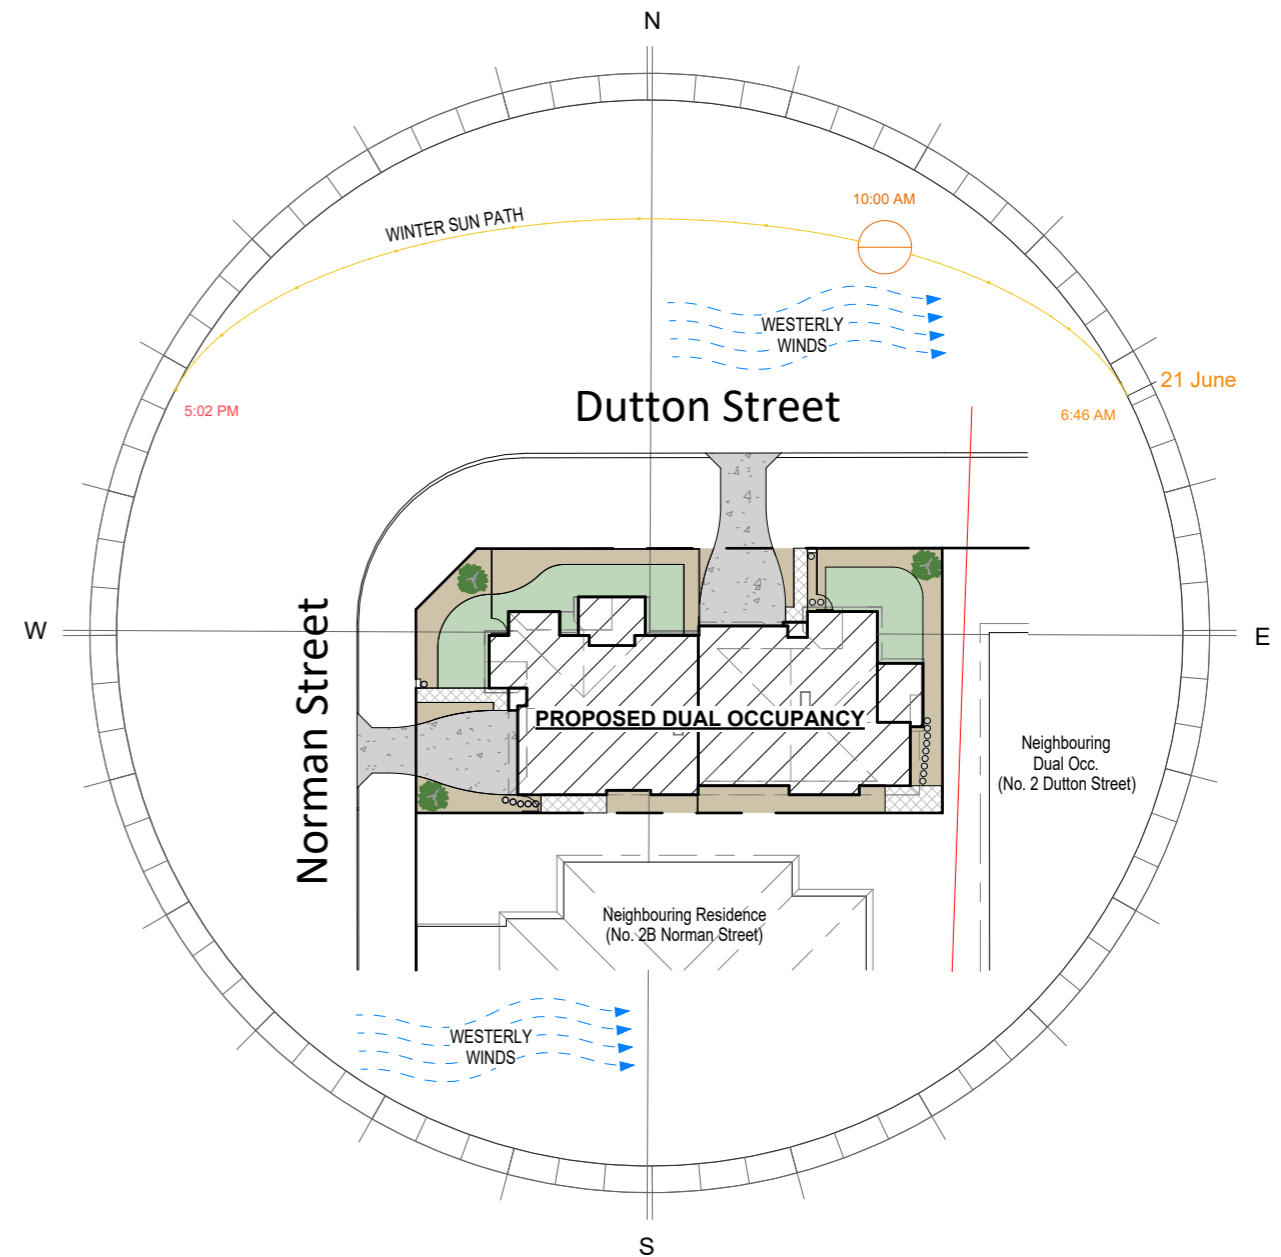 N
10:00 AM
WINTER SUN PATH
WESTERLY
WINDS
21 June
5:02 PM
6:46 AM
Dutton Street
W
E
Norman Street
PROPOSED DUAL OCCUPANCY
Neighbouring
Dual Occ.
(No. 2 Dutton Street)
Neighbouring Residence
(No. 2B Norman Street)
WESTERLY
WINDS
S